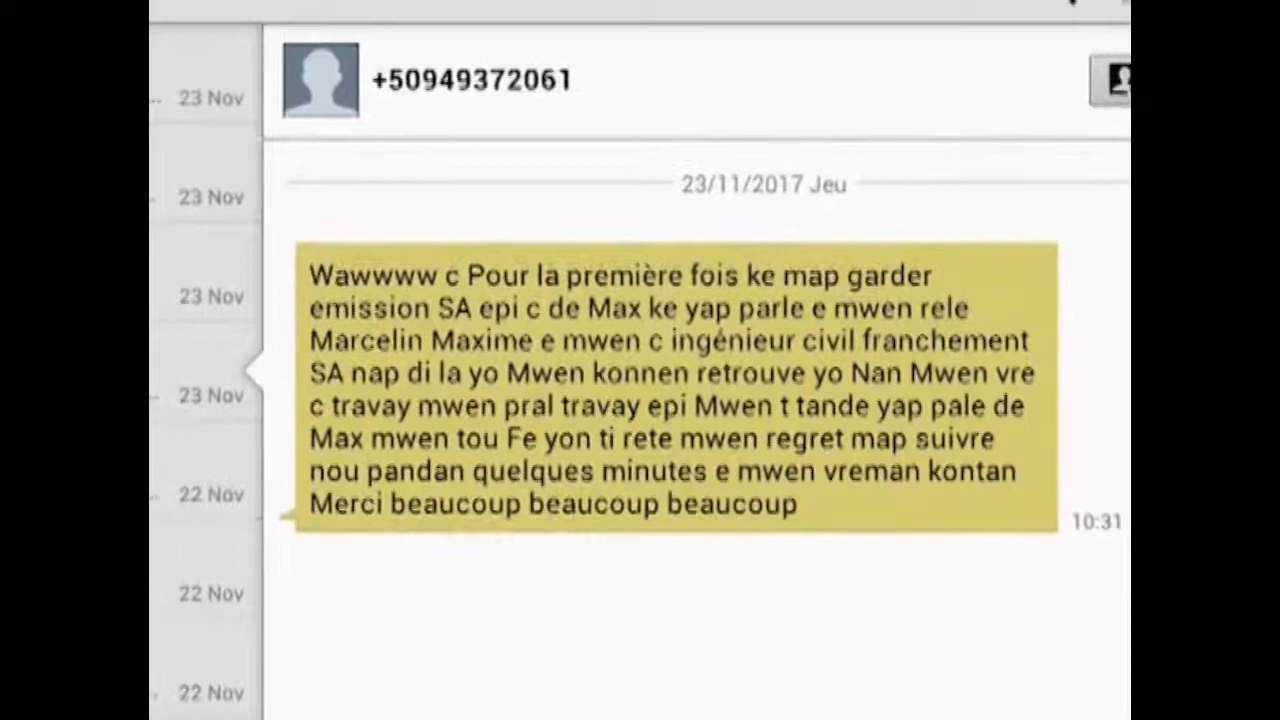 +50949372061
23 Nov
23/11/2017 Jeu
23 Nov
Wawwww c Pour la première fois ke map garder
emission SA epi c de Max ke yap parle e mwen rele
Marcelin Maxime e mwen c ingénieur civil franchement
SA nap di la yo Mwen konnen retrouve yo Nan Mwen vre
c travay mwen pral travay epi Mwen t tande yap pale de
Max mwen tou Fe yon ti rete mwen regret map suivre
nou pandan quelques minutes e mwen vreman kontan
Merci beaucoup beaucoup beaucoup
10:31
23 Nov
23 Nov
22 Nov
22 Nov
22 Nov